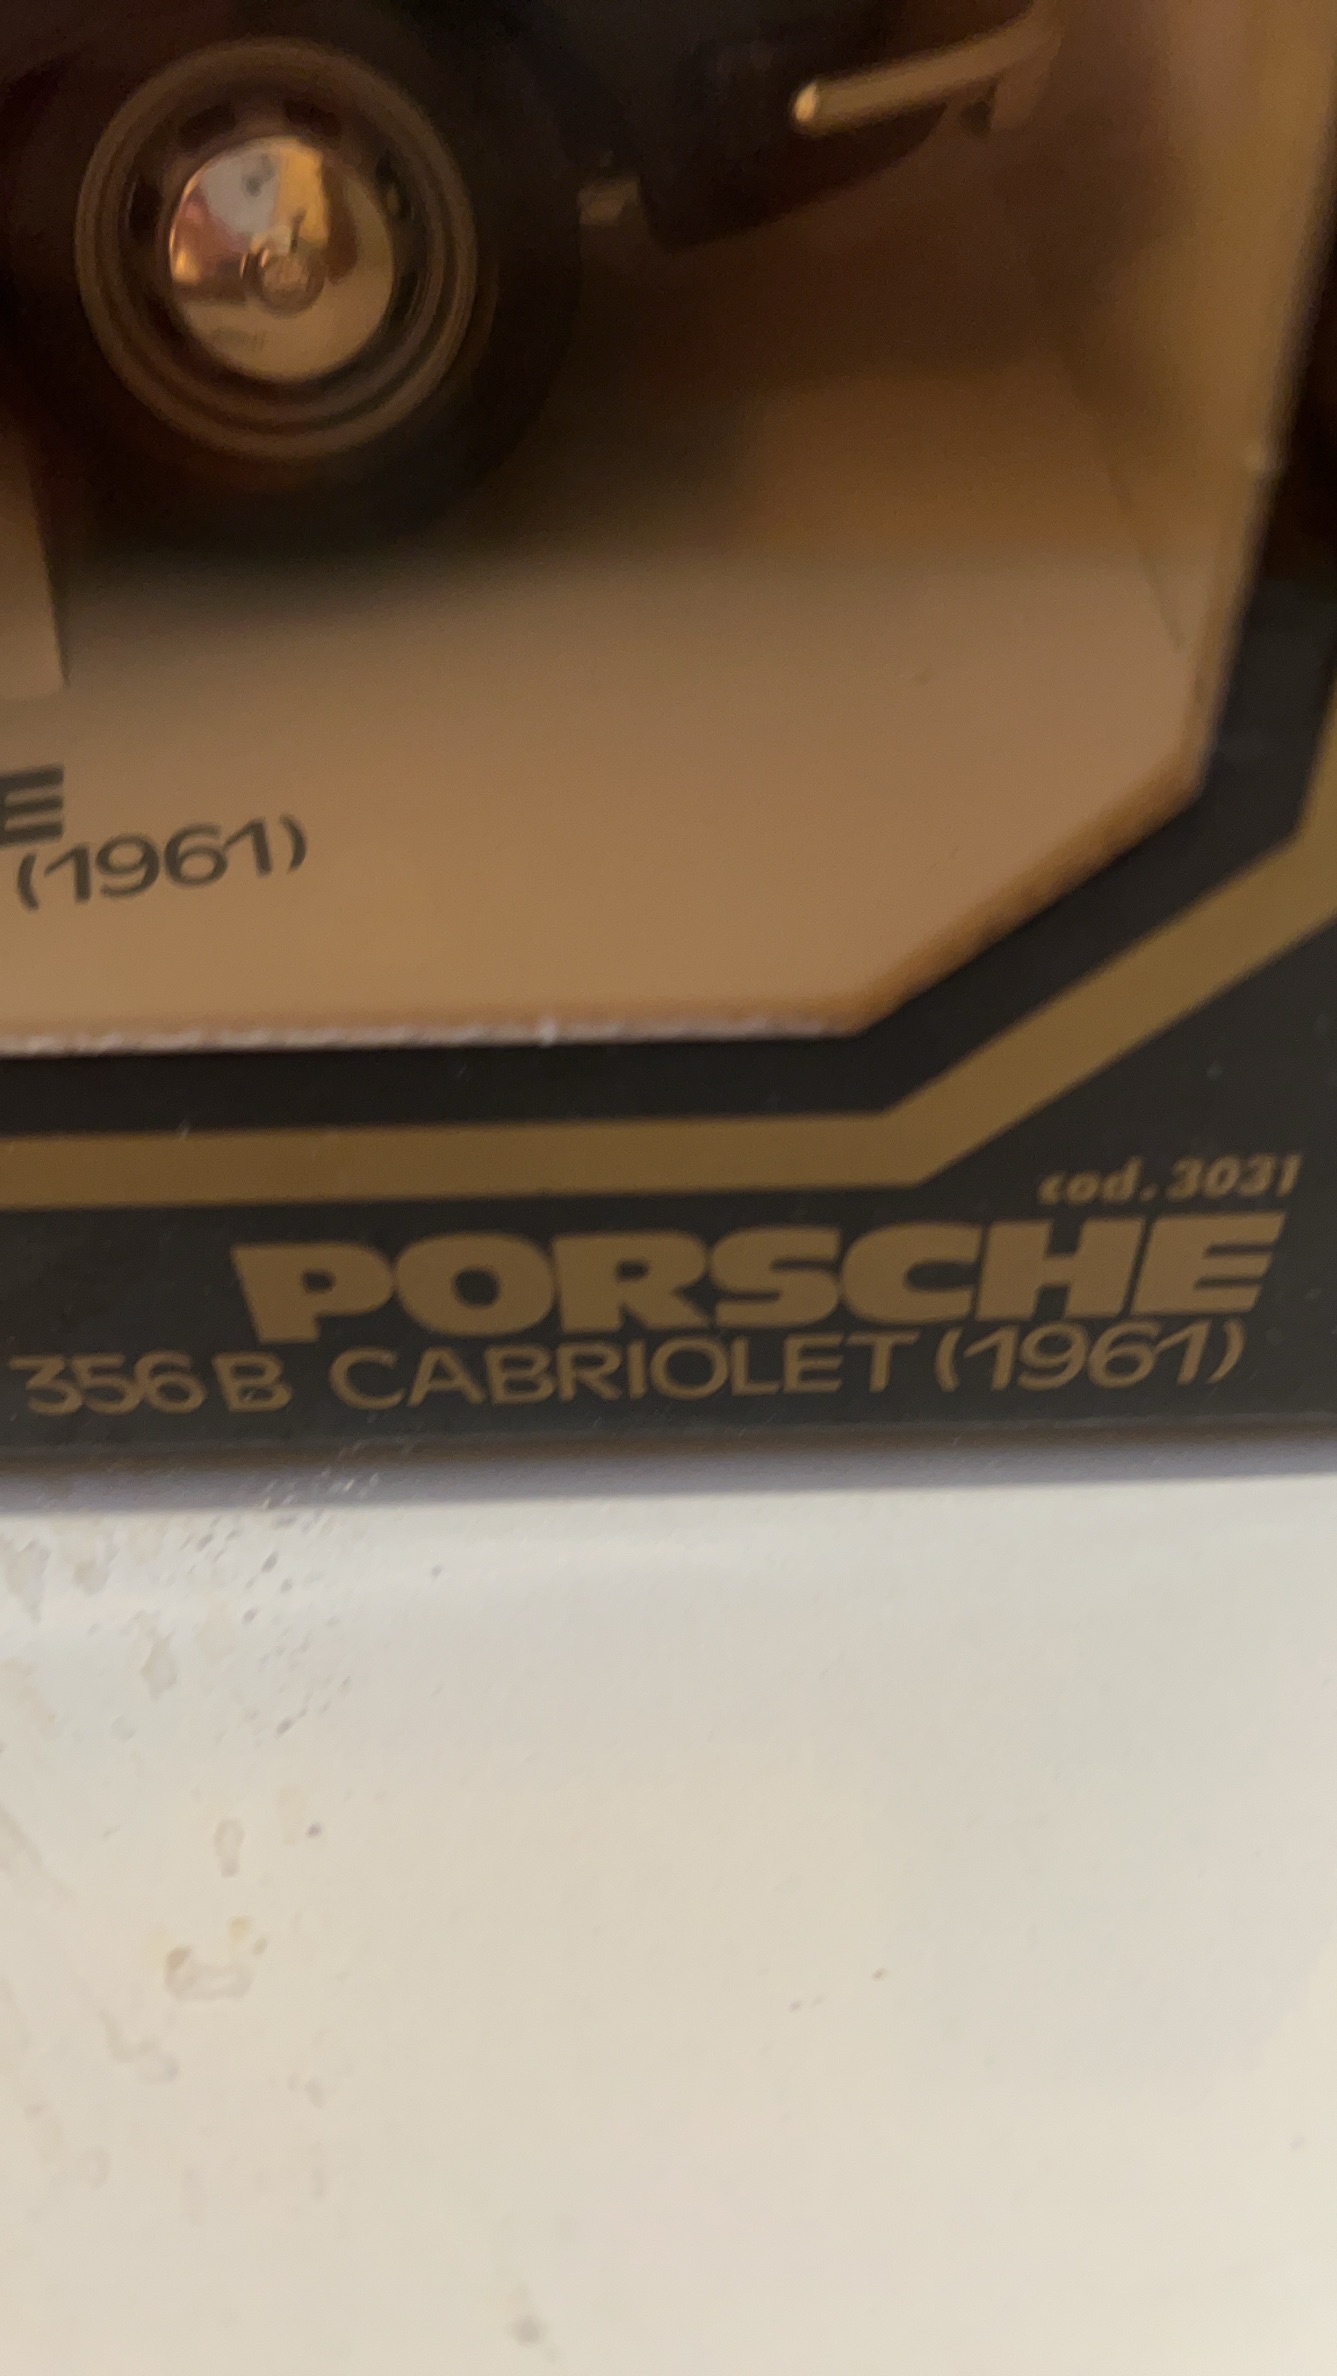 E
(1961)
cod.3031
PORSCHE
356B CABRIOLET (1961)